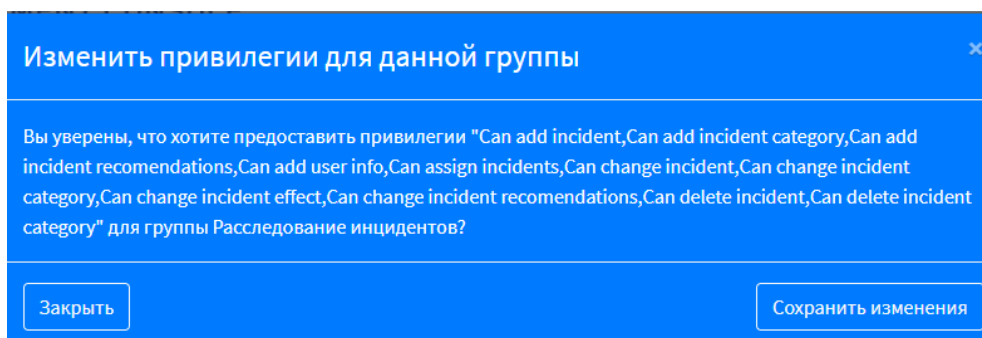 Изменить привилегии для данной группы
×
Вы уверены, что хотите предоставить привилегии "Can add incident,Can add incident category,Can add
incident recomendations,Can add user info,Can assign incidents,Can change incident,Can change incident
category,Can change incident effect,Can change incident recomendations,Can delete incident,Can delete incident
category" для группы Расследование инцидентов?
Закрыть
Сохранить изменения